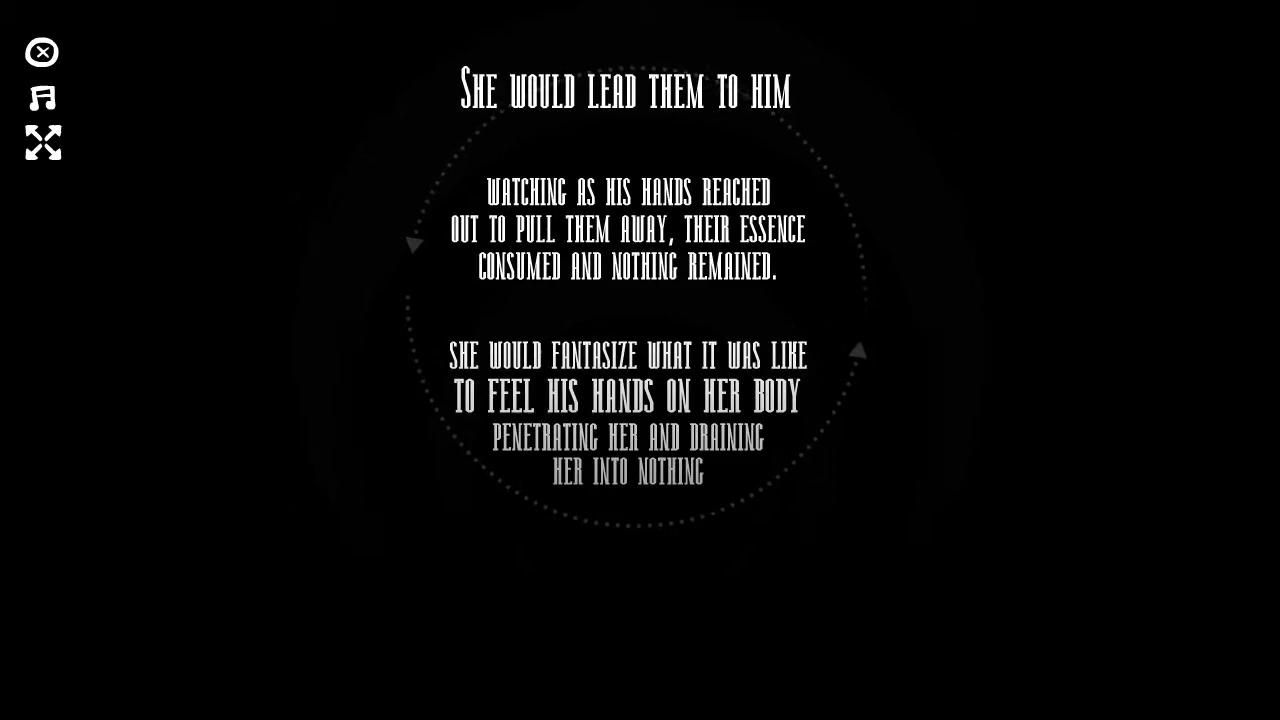 She would lead them to him
watching as his hands reached
out to pull them away, their essence
consumed and nothing remained.
she would fantasize what it was like
to feel his hands on her body
penetrating her and draining
her into nothing